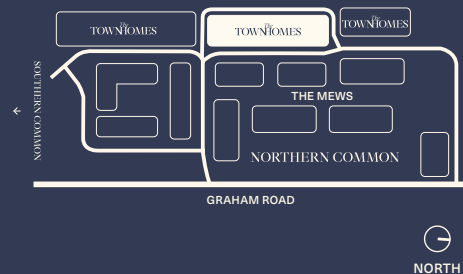 The
TOWNHOMES
The
TOWNHOMES
The
TOWNHOMES
SOUTHERN COMMON
THE MEWS
NORTHERN COMMON
GRAHAM ROAD
NORTH